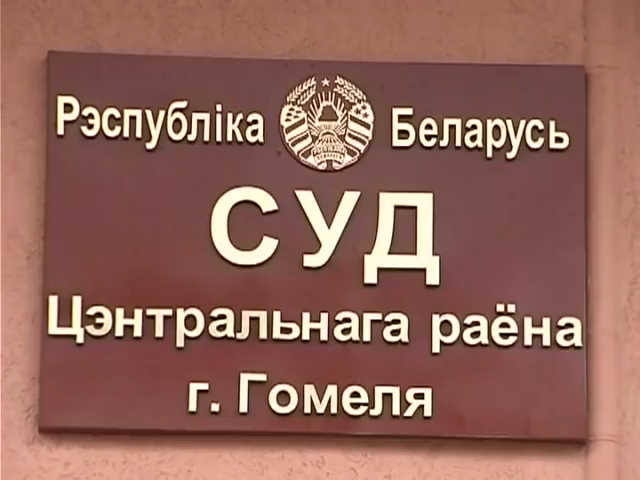 Рэспубліка Беларусь
СУД
Цэнтральнага раёна
г. Гомеля